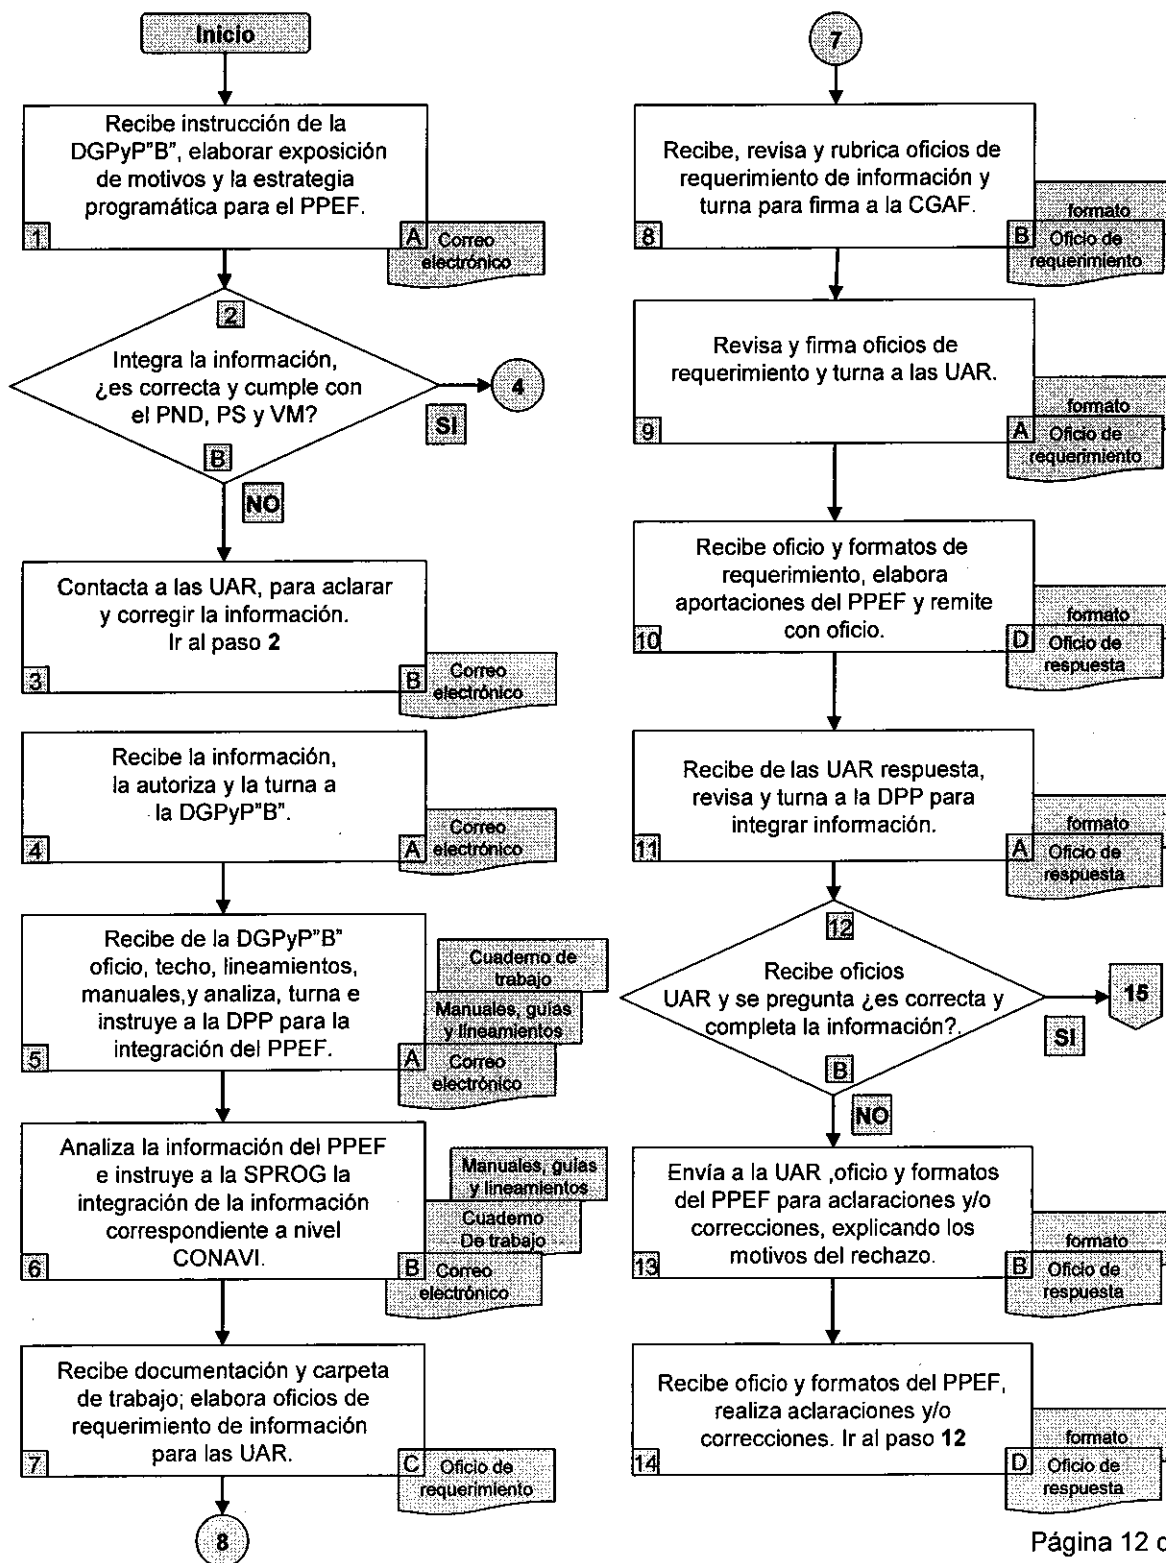 Inicio
Recibe instrucción de la
DGPyP"B", elaborar exposición
de motivos y la estrategia
programática para el PPEF.
1
A
Correo
electrónico
2
Integra la información,
¿es correcta y cumple con
el PND, PS y VM?
B
SI
4
NO
Contacta a las UAR, para aclarar
y corregir la información.
Ir al paso 2
3
B
Correo
electrónico
Recibe la información,
la autoriza y la turna a
la DGPyP"B".
4
A
Correo
electrónico
Recibe de la DGPyP"B"
oficio, techo, lineamientos,
manuales,y analiza, turna e
instruye a la DPP para la
integración del PPEF.
5
Cuaderno de
trabajo
Manuales, guías
y lineamientos
A
Correo
electrónico
Analiza la información del PPEF
e instruye a la SPROG la
integración de la información
correspondiente a nivel
CONAVI.
6
Manuales, guías
y lineamientos
Cuaderno
De trabajo
B
Correo
electrónico
Recibe documentación y carpeta
de trabajo; elabora oficios de
requerimiento de información
para las UAR.
7
C
Oficio de
requerimiento
8
7
Recibe, revisa y rubrica oficios de
requerimiento de información y
turna para firma a la CGAF.
8
formato
B
Oficio de
requerimiento
Revisa y firma oficios de
requerimiento y turna a las UAR.
9
formato
A
Oficio de
requerimiento
Recibe oficio y formatos de
requerimiento, elabora
aportaciones del PPEF y remite
con oficio.
10
formato
D
Oficio de
respuesta
Recibe de las UAR respuesta,
revisa y turna a la DPP para
integrar información.
11
formato
A
Oficio de
respuesta
12
Recibe oficios
UAR y se pregunta ¿es correcta y
completa la información?.
B
SI
15
NO
Envía a la UAR ,oficio y formatos
del PPEF para aclaraciones y/o
correcciones, explicando los
motivos del rechazo.
13
formato
B
Oficio de
respuesta
Recibe oficio y formatos del PPEF,
realiza aclaraciones y/o
correcciones. Ir al paso 12
14
formato
D
Oficio de
respuesta
Página 12 d